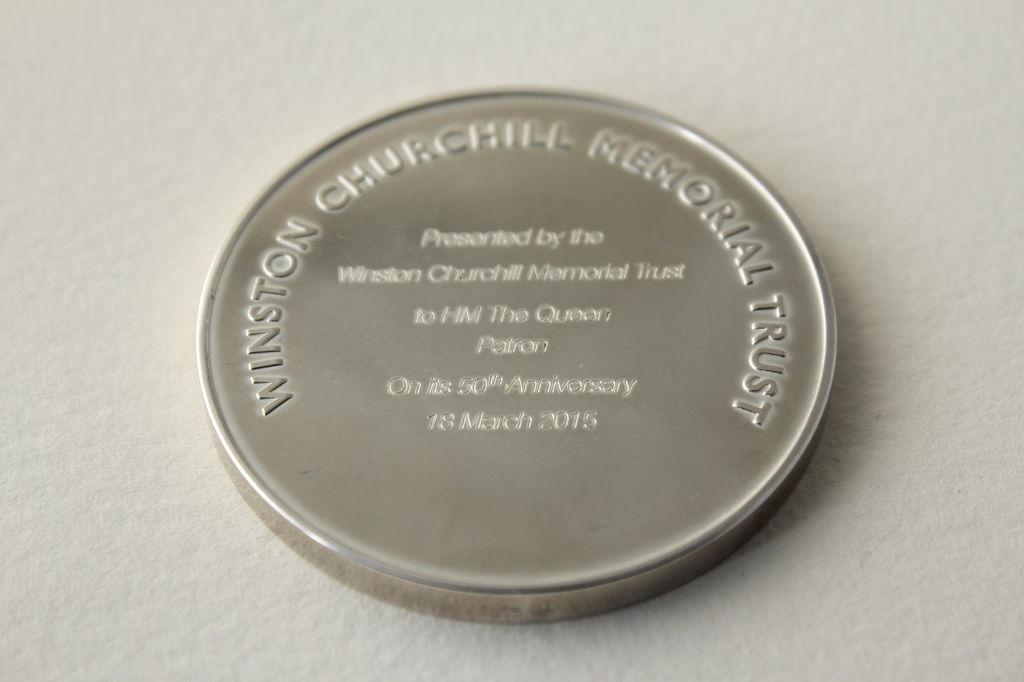 WINSTON CHURCHILL MEMORIAL TRUST
Presented by the
Winston Churchill Memorial Trust
to HM The Queen
Patron
On its 50th Anniversary
18 March 2015